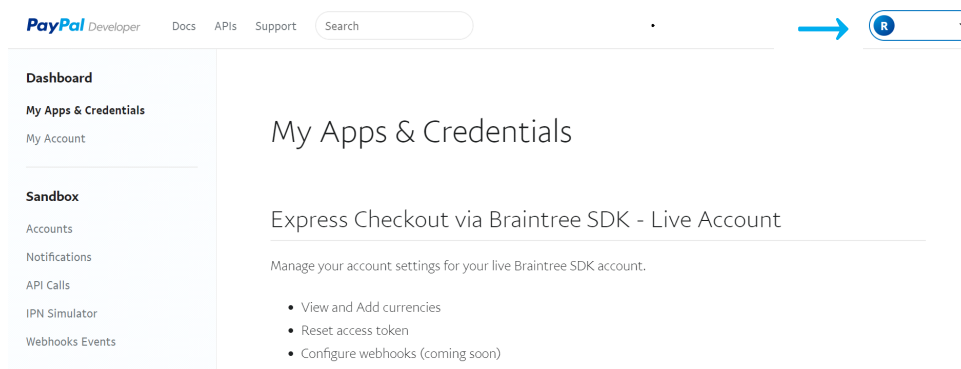 PayPal Developer Docs APIs Support Search R
Dashboard
My Apps & Credentials
My Account
Sandbox
Accounts
Notifications
API Calls
IPN Simulator
Webhooks Events
My Apps & Credentials
Express Checkout via Braintree SDK - Live Account
Manage your account settings for your live Braintree SDK account.
• View and Add currencies
• Reset access token
• Configure webhooks (coming soon)